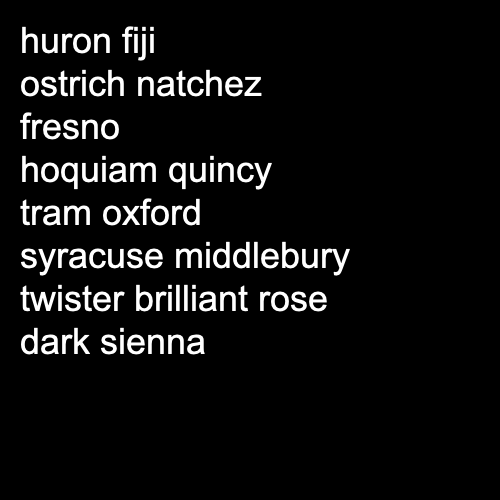 huron fiji
ostrich natchez
fresno
hoquiam quincy
tram oxford
syracuse middlebury
twister brilliant rose
dark sienna